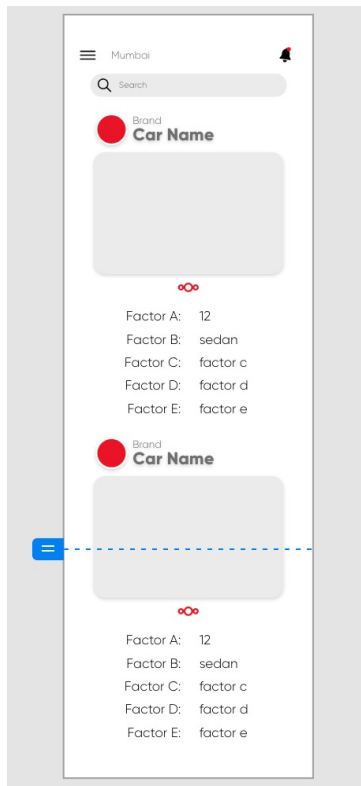 Mumbai
Search
Brand
Car Name
Factor A: 12
Factor B: sedan
Factor C: factor c
Factor D: factor d
Factor E: factor e
Brand
Car Name
Factor A: 12
Factor B: sedan
Factor C: factor c
Factor D: factor d
Factor E: factor e